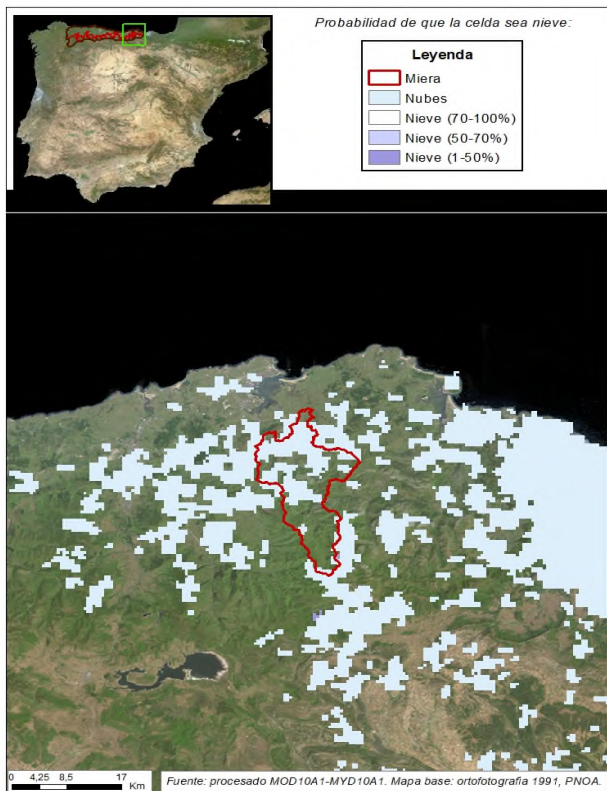 Probabilidad de que la celda sea nieve:
Leyenda
Miera
Nubes
Nieve (70-100%)
Nieve (50-70%)
Nieve (1-50%)
0 4,25 8,5 17
Km
Fuente: procesado MOD10A1-MYD10A1. Mapa base: ortofotografia 1991, PNOA.